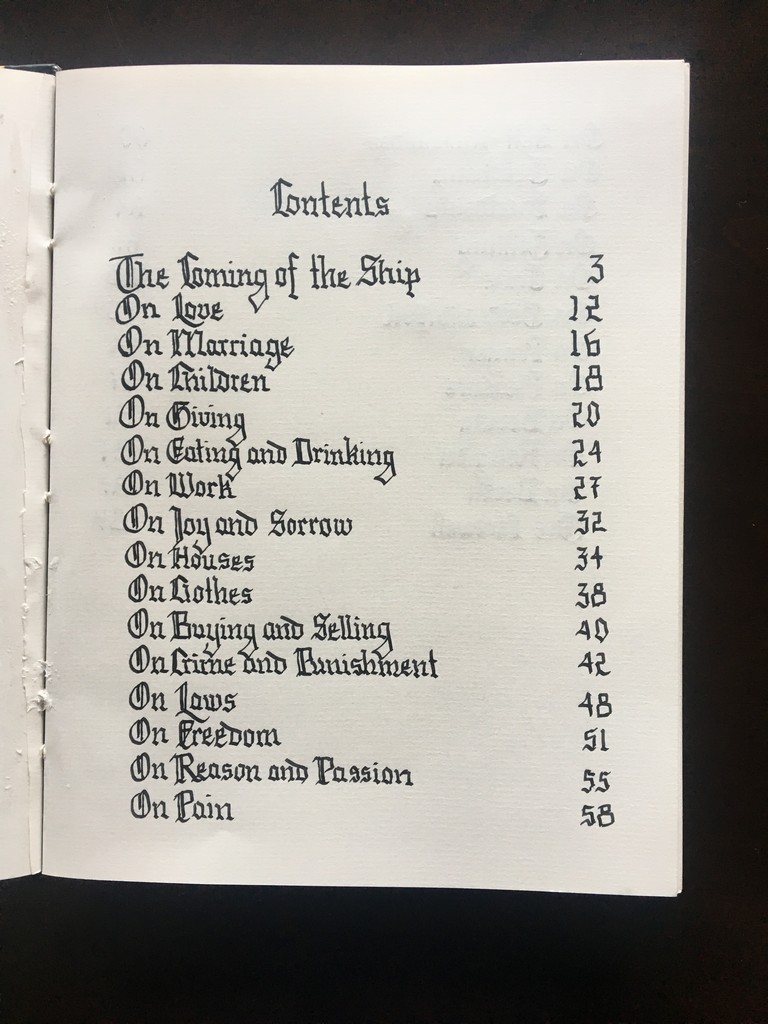 Contents
The Coming of the Ship 3
On Love 12
On Marriage 16
On Children 18
On Giving 20
On Eating and Drinking 24
On Work 27
On Joy and Sorrow 32
On Houses 34
On Clothes 38
On Buying and Selling 40
On Crime and Punishment 42
On Laws 48
On Freedom 51
On Reason and Passion 55
On Pain 58